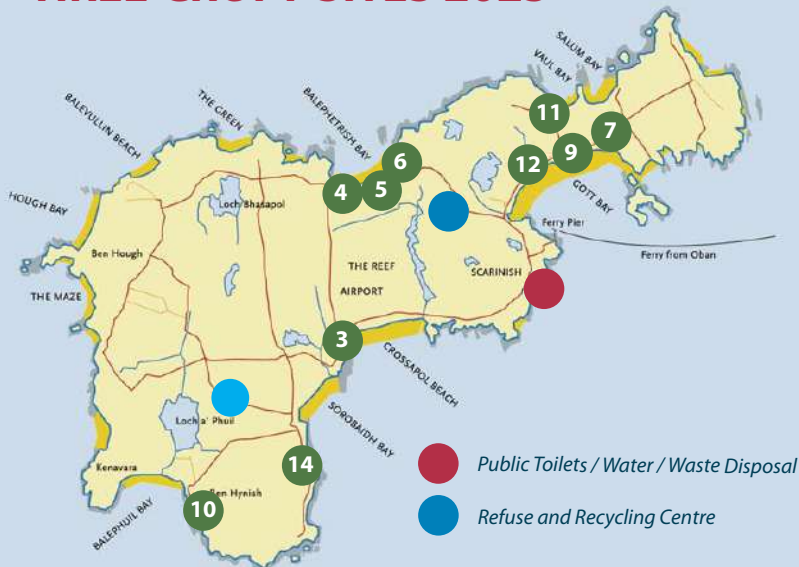 SALUM BAY
VAUL BAY
BALEPHETRISH BAY
THE GREEN
BALEVULLIN BEACH
11
7
6
9
12
4
5
HOUGH BAY
Loch Bhasapol
GOTT BAY
Ferry Pier
Ben Hough
Ferry from Oban
THE REEF
SCARINISH
AIRPORT
THE MAZE
3
CROSSAPOL BEACH
SOROBAIDH BAY
Loch a' Phuil
14
Public Toilets / Water / Waste Disposal
Kenavara
Ben Hynish
10
BALEPHUIL BAY
Refuse and Recycling Centre